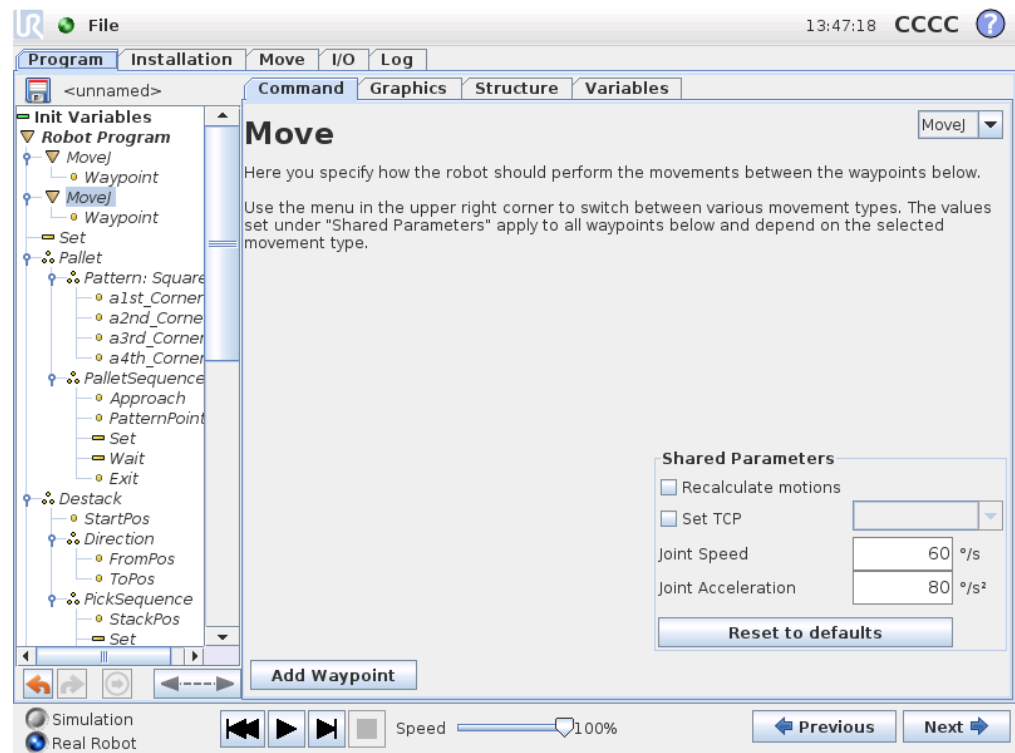 UR File 13:47:18 CCCC ?
Program Installation Move I/O Log
<unnamed> Command Graphics Structure Variables
Init Variables
Robot Program
MoveJ
Waypoint
MoveJ
Waypoint
Set
Pallet
Pattern: Square
a1st_Corner
a2nd_Corne
a3rd_Corner
a4th_Corner
PalletSequence
Approach
PatternPoint
Set
Wait
Exit
Destack
StartPos
Direction
FromPos
ToPos
PickSequence
StackPos
Set
Move MoveJ
Here you specify how the robot should perform the movements between the waypoints below.
Use the menu in the upper right corner to switch between various movement types. The values
set under "Shared Parameters" apply to all waypoints below and depend on the selected
movement type.
Shared Parameters
Recalculate motions
Set TCP
Joint Speed 60 °/s
Joint Acceleration 80 °/s²
Reset to defaults
Add Waypoint
Simulation
Real Robot
Speed 100% Previous Next